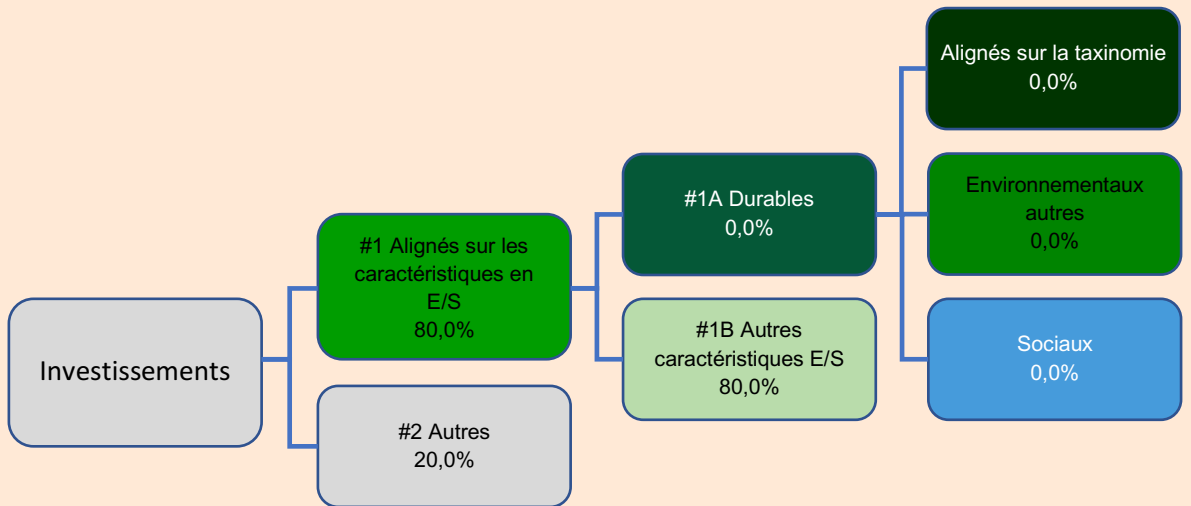 Investissements
#1 Alignés sur les
caractéristiques en
E/S
80,0%
#2 Autres
20,0%
#1A Durables
0,0%
#1B Autres
caractéristiques E/S
80,0%
Alignés sur la taxinomie
0,0%
Environnementaux
autres
0,0%
Sociaux
0,0%